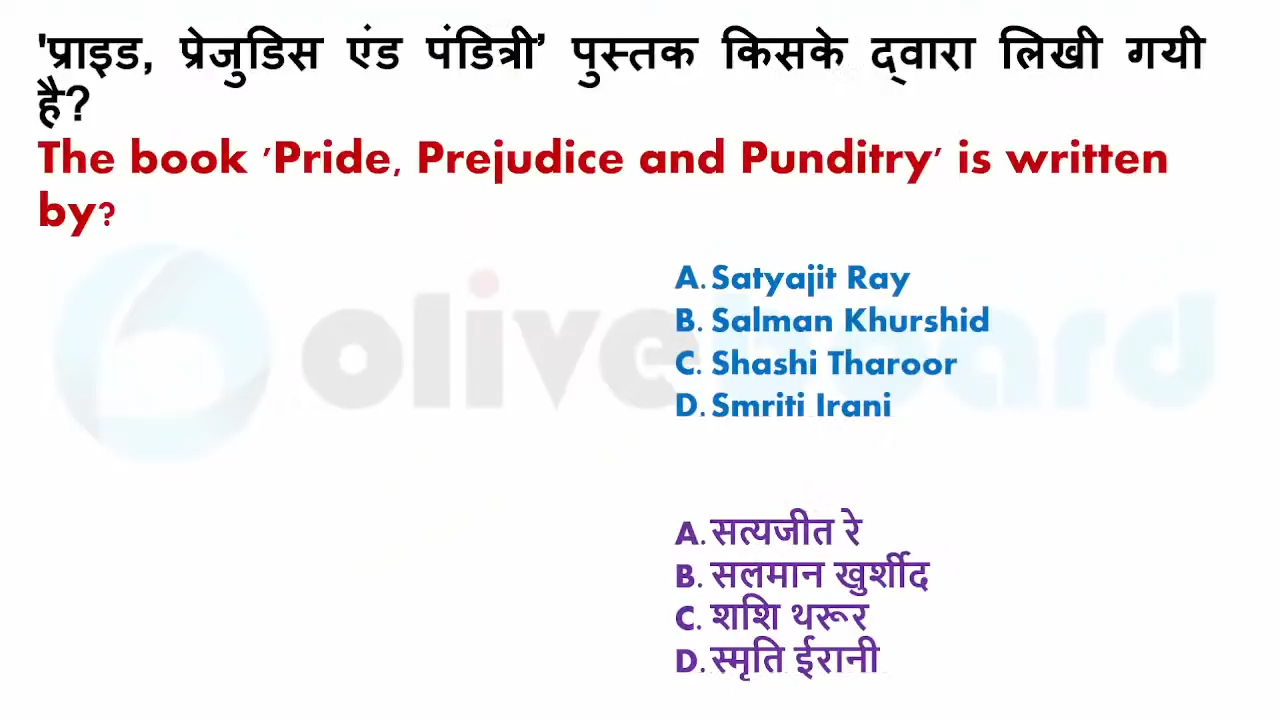 'प्राइड, प्रेजुडिस एंड पंडित्री’ पुस्तक किसके द्वारा लिखी गयी
है?
The book ‘Pride, Prejudice and Punditry’ is written
by?
oliveboard
A. Satyajit Ray
B. Salman Khurshid
C. Shashi Tharoor
D. Smriti Irani
A. सत्यजीत रे
B. सलमान खुर्शीद
C. शशि थरूर
D. स्मृति ईरानी